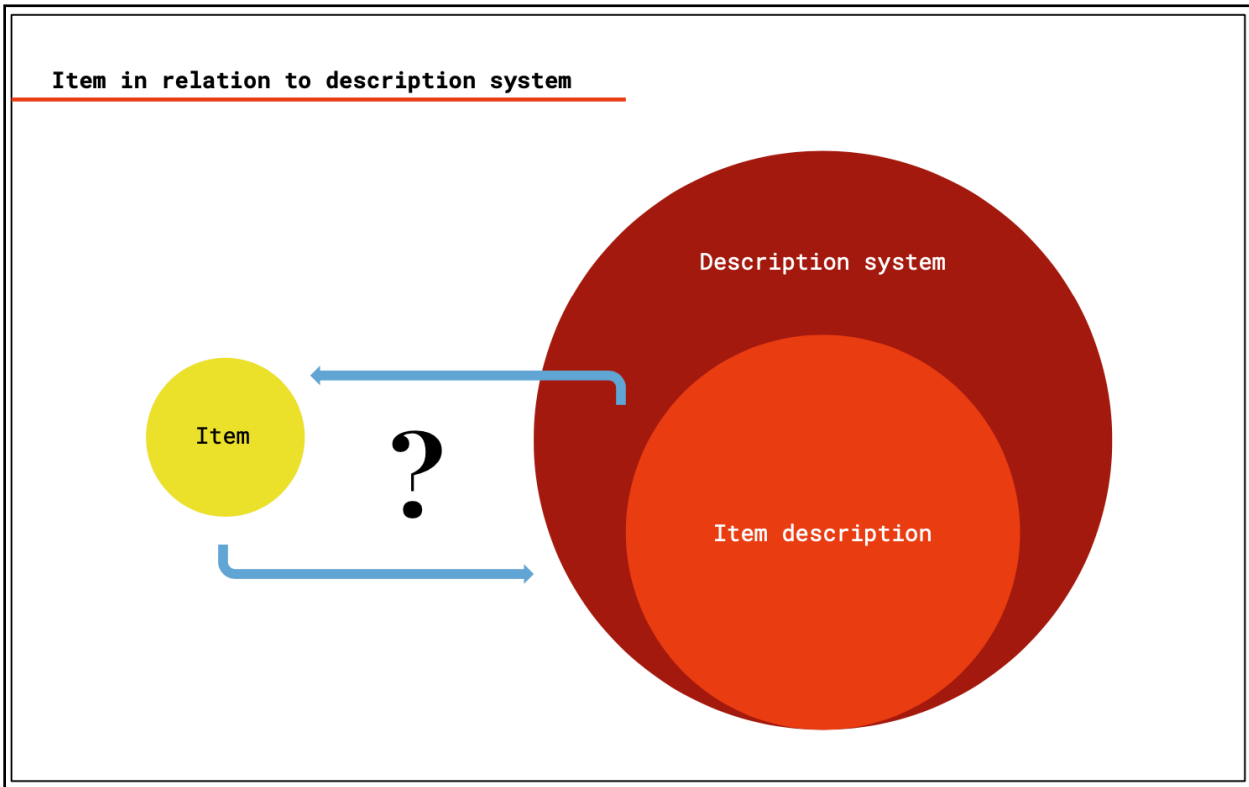 Item in relation to description system
Description system
Item
?
Item description